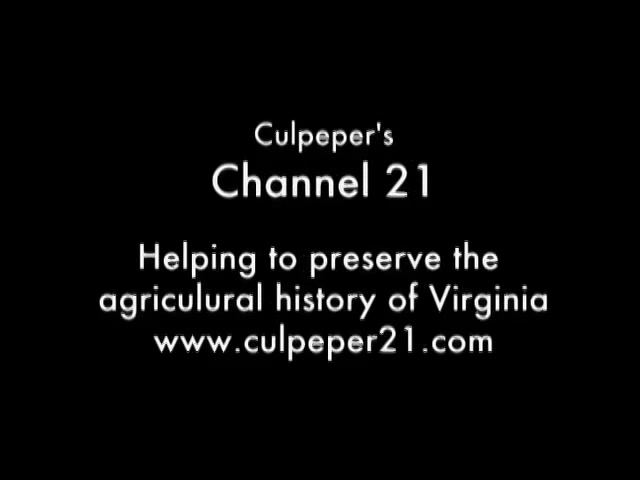 Culpeper's
Channel 21
Helping to preserve the
agriculural history of Virginia
www.culpeper21.com